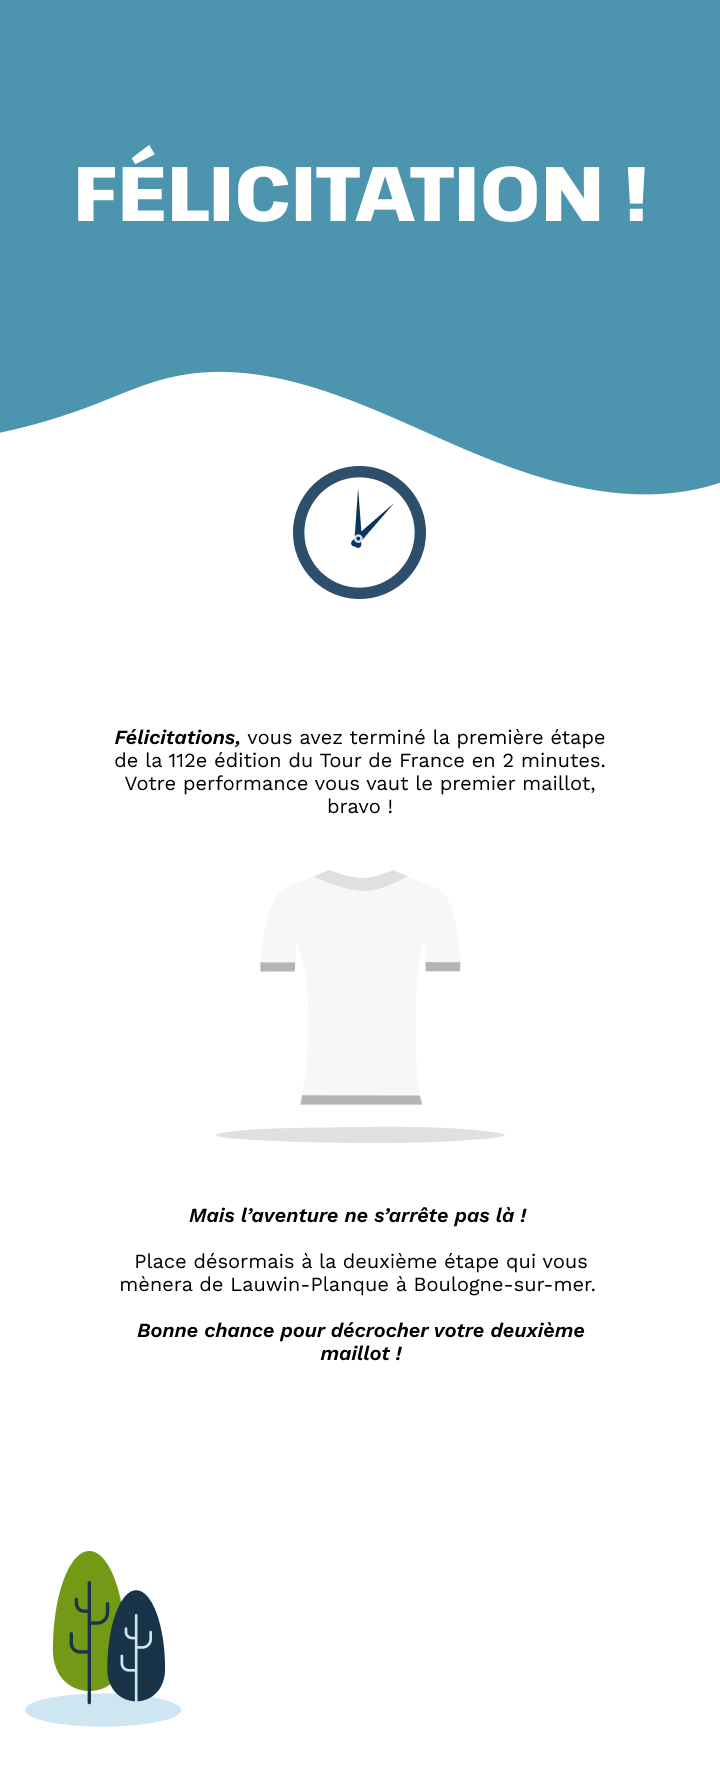 FÉLICITATION !
Félicitations, vous avez terminé la première étape
de la 112e édition du Tour de France en 2 minutes.
Votre performance vous vaut le premier maillot,
bravo !
Mais l’aventure ne s’arrête pas là !
Place désormais à la deuxième étape qui vous
mènera de Lauwin-Planque à Boulogne-sur-mer.
Bonne chance pour décrocher votre deuxième
maillot !